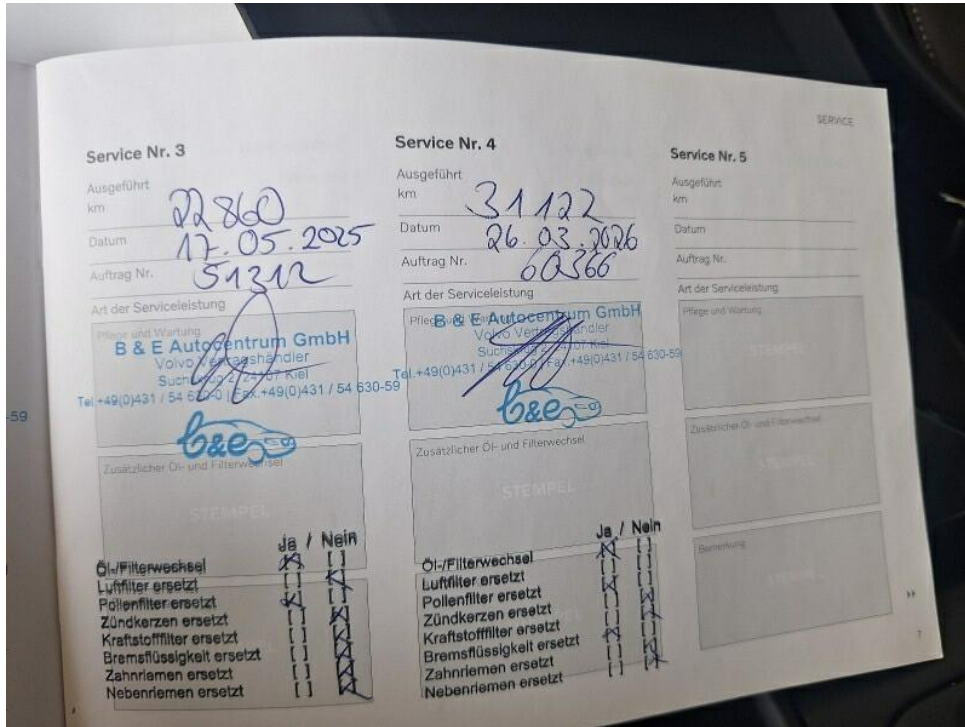 SERVICE
Service Nr. 3
Ausgeführt
km
22860
Datum
17.05.2025
Auftrag Nr.
51312
Art der Serviceleistung
Pflege und Wartung
B & E Autocentrum GmbH
Volvo Vertragshändler
24107 Kiel
Tel.+49(0)431 / 54 630-0 | Fax.+49(0)431 / 54 630-59
b&e
Zusätzlicher Öl- und Filterwechsel
STEMPEL
Ja / Nein
Öl-/Filterwechsel
Luftfilter ersetzt
Pollenfilter ersetzt
Zündkerzen ersetzt
Kraftstofffilter ersetzt
Bremsflüssigkeit ersetzt
Zahnriemen ersetzt
Nebenriemen ersetzt
Service Nr. 4
Ausgeführt
km
31122
Datum
26.03.2026
Auftrag Nr.
60366
Art der Serviceleistung
B & E Autocentrum GmbH
Volvo
Kiel
Tel.+49(0)431 / 54 630-0 | Fax.+49(0)431 / 54 630-59
b&e
Zusätzlicher Öl- und Filterwechsel
STEMPEL
Ja / Nein
Öl-/Filterwechsel
Luftfilter ersetzt
Pollenfilter ersetzt
Zündkerzen ersetzt
Kraftstofffilter ersetzt
Bremsflüssigkeit ersetzt
Zahnriemen ersetzt
Nebenriemen ersetzt
Service Nr. 5
Ausgeführt
km
Datum
Auftrag Nr.
Art der Serviceleistung
Pflege und Wartung
STEMPEL
Zusätzlicher Öl- und Filterwechsel
STEMPEL
Bemerkung
STEMPEL
7
-59